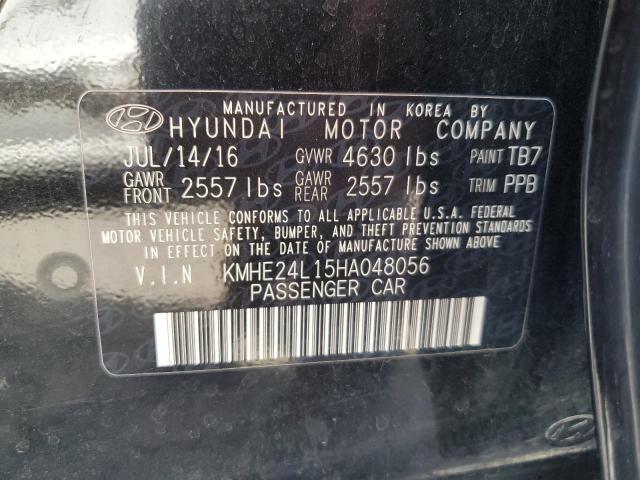 MANUFACTURED IN KOREA BY
HYUNDAI MOTOR COMPANY
JUL/14/16 GVWR 4630 lbs PAINT TB7
GAWR FRONT 2557 lbs GAWR REAR 2557 lbs TRIM PPB
THIS VEHICLE CONFORMS TO ALL APPLICABLE U.S.A. FEDERAL
MOTOR VEHICLE SAFETY, BUMPER, AND THEFT PREVENTION
STANDARDS IN EFFECT ON THE DATE OF MANUFACTURE SHOWN ABOVE.
V.I.N KMHE24L15HA048056
PASSENGER CAR